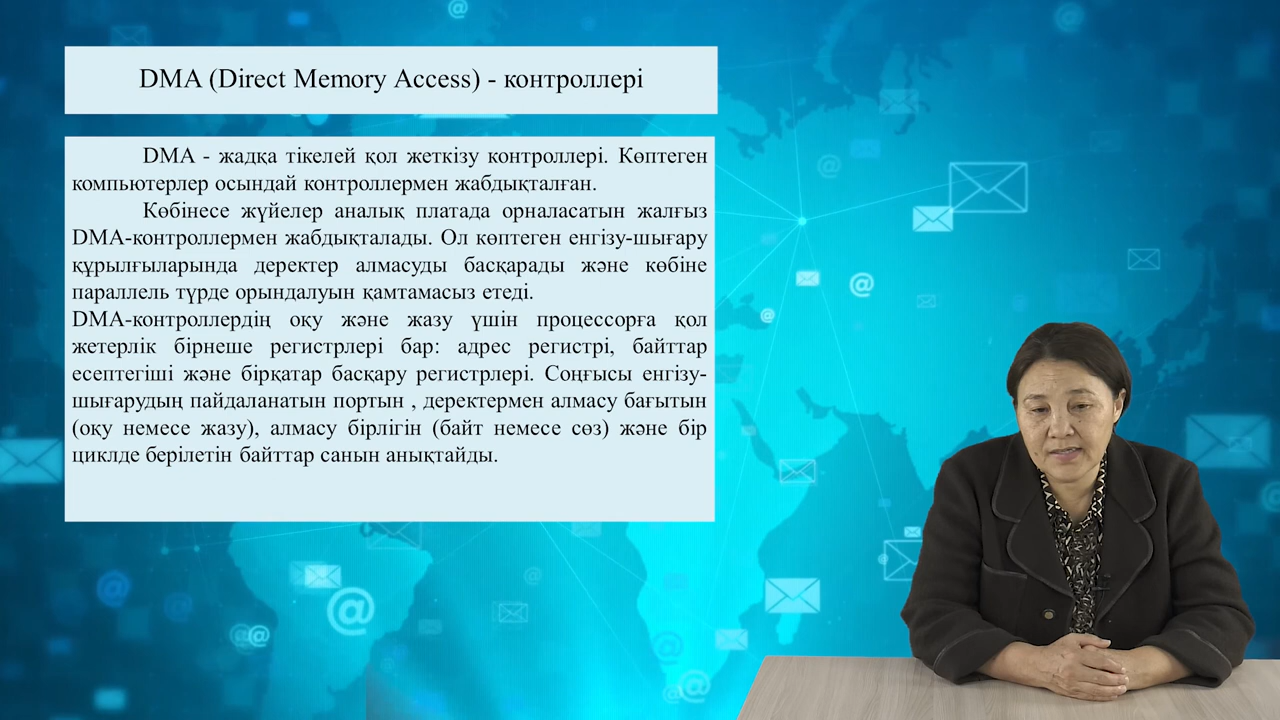 DMA (Direct Memory Access) - контроллері
DMA - жадқа тікелей қол жеткізу контроллері. Көптеген
компьютерлер осындай контроллермен жабдықталған.
Көбінесе жүйелер аналық платада орналасатын жалғыз
DMA-контроллермен жабдықталады. Ол көптеген енгізу-шығару
құрылғыларында деректер алмасуды басқарады және көбіне
параллель түрде орындалуын қамтамасыз етеді.
DMA-контроллердің оқу және жазу үшін процессорға қол
жетерлік бірнеше регистрлері бар: адрес регистрі, байттар
есептегіші және бірқатар басқару регистрлері. Соңғысы енгізу-
шығарудың пайдаланатын портын , деректермен алмасу бағытын
(оқу немесе жазу), алмасу бірлігін (байт немесе сөз) және бір
циклде берілетін байттар санын анықтайды.